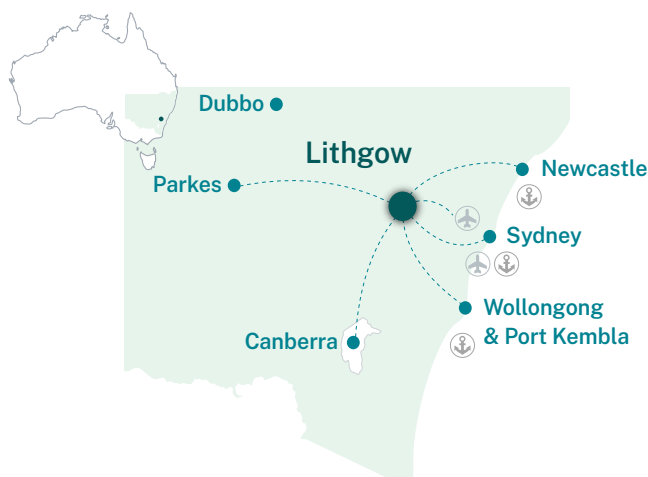 Dubbo
Lithgow
Newcastle
Parkes
Sydney
Wollongong
& Port Kembla
Canberra